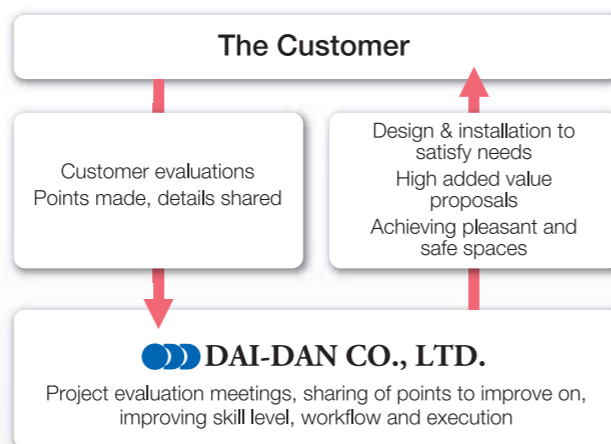 The Customer
Customer evaluations
Points made, details shared
Design & installation to
satisfy needs
High added value
proposals
Achieving pleasant and
safe spaces
DAI-DAN CO., LTD.
Project evaluation meetings, sharing of points to improve on,
improving skill level, workflow and execution